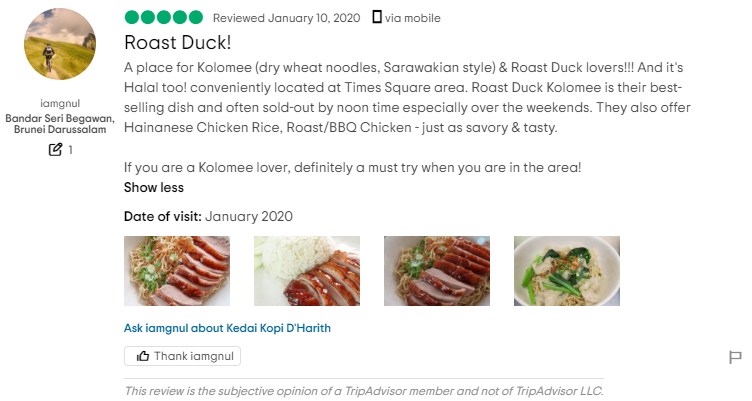 Reviewed January 10, 2020 via mobile
Roast Duck!
A place for Kolomee (dry wheat noodles, Sarawakian style) & Roast Duck lovers!!! And it's
Halal too! conveniently located at Times Square area. Roast Duck Kolomee is their best-
selling dish and often sold-out by noon time especially over the weekends. They also offer
Hainanese Chicken Rice, Roast/BBQ Chicken - just as savory & tasty.
If you are a Kolomee lover, definitely a must try when you are in the area!
Show less
iamgnul
Bandar Seri Begawan,
Brunei Darussalam
1
Date of visit: January 2020
Ask iamgnul about Kedai Kopi D'Harith
Thank iamgnul
This review is the subjective opinion of a TripAdvisor member and not of TripAdvisor LLC.